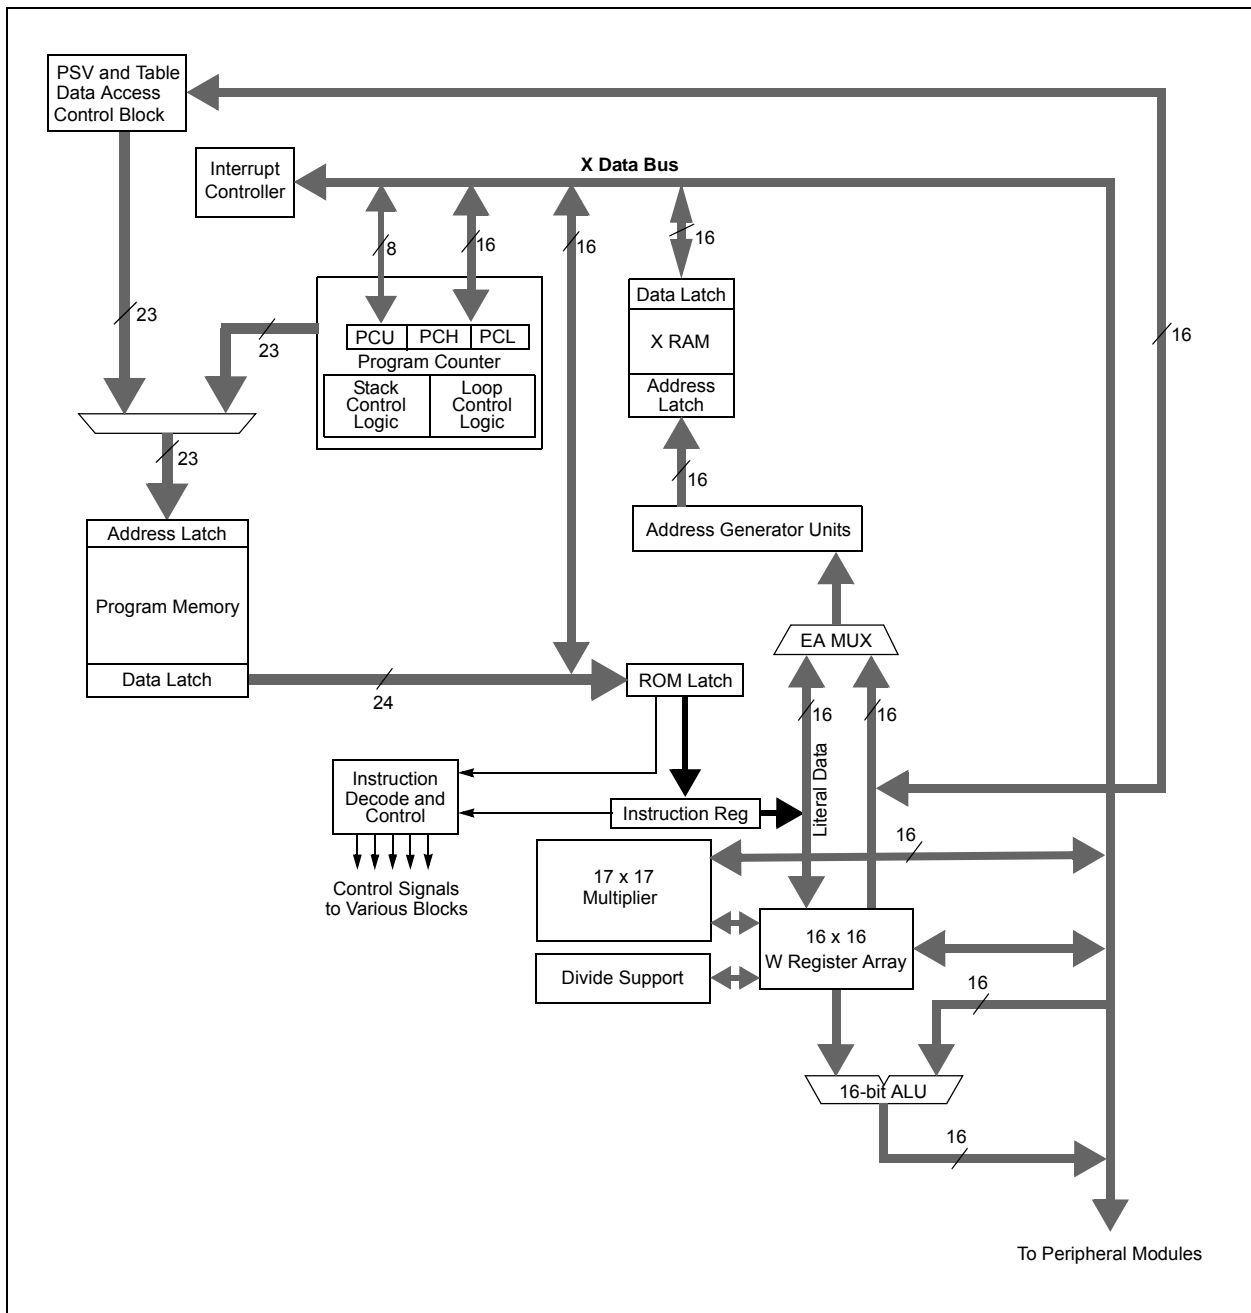 PSV and Table
Data Access
Control Block
Interrupt
Controller
X Data Bus
8
16
16
16
23
23
PCU
PCH
PCL
Program Counter
Stack
Control
Logic
Loop
Control
Logic
Data Latch
X RAM
Address
Latch
16
23
16
Address Latch
Program Memory
Data Latch
24
Address Generator Units
EA MUX
ROM Latch
16
16
Literal Data
Instruction
Decode and
Control
Instruction Reg
Control Signals
to Various Blocks
17 x 17
Multiplier
16
16 x 16
W Register Array
Divide Support
16
16-bit ALU
16
To Peripheral Modules